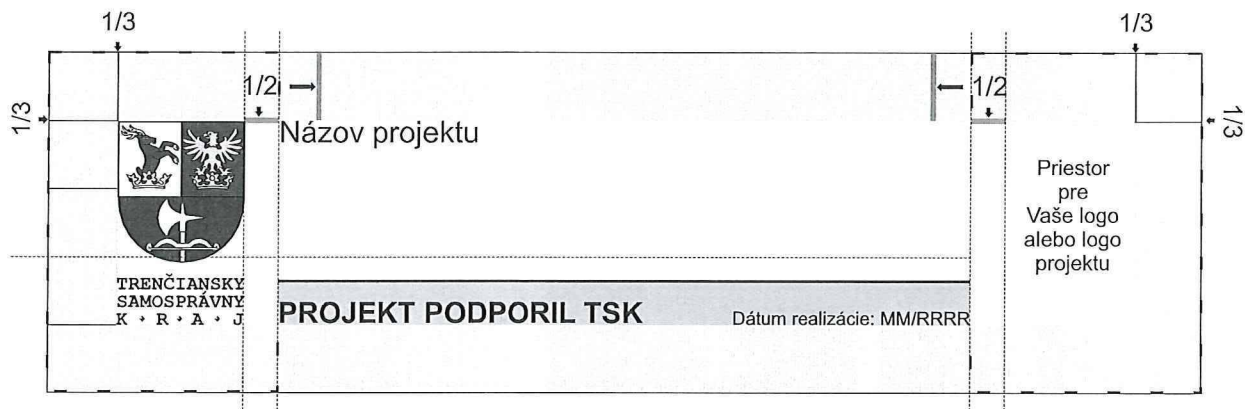 1/3
1/3
1/2
1/2
1/3
1/3
Názov projektu
Priestor
pre
Vaše logo
alebo logo
projektu
TRENČIANSKY
SAMOSPRÁVNY
K • R • A • J
PROJEKT PODPORIL TSK
Dátum realizácie: MM/RRRR